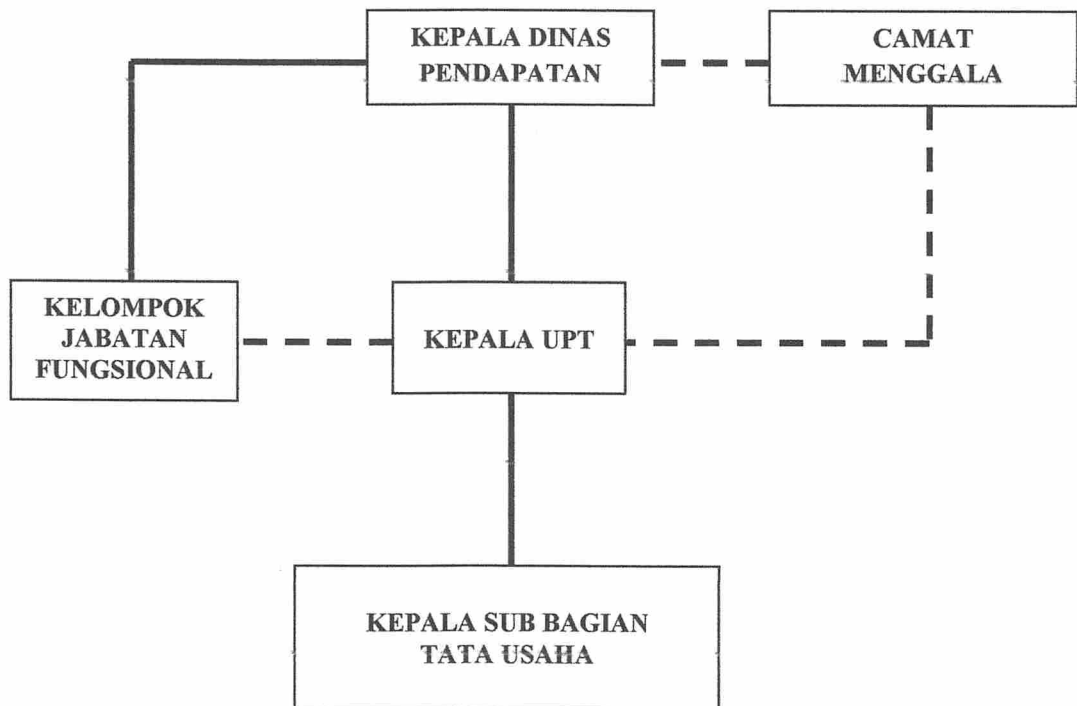 KEPALA DINAS
PENDAPATAN
CAMAT
MENGGALA
KELOMPOK
JABATAN
FUNGSIONAL
KEPALA UPT
KEPALA SUB BAGIAN
TATA USAHA